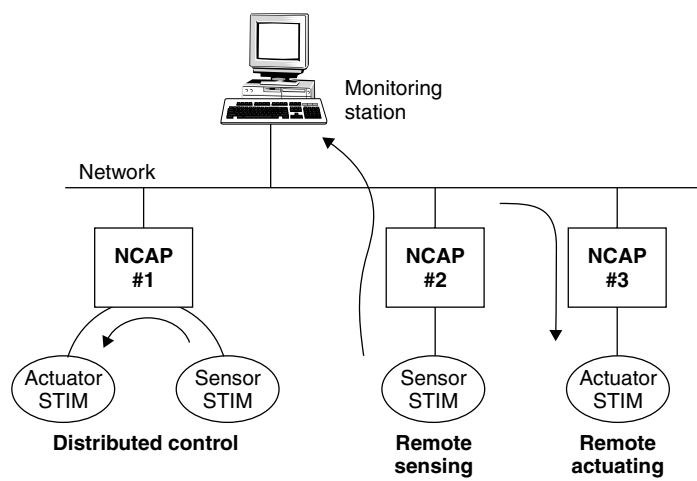 Monitoring
station
Network
NCAP
#1
NCAP
#2
NCAP
#3
Actuator
STIM
Sensor
STIM
Sensor
STIM
Actuator
STIM
Distributed control
Remote
sensing
Remote
actuating